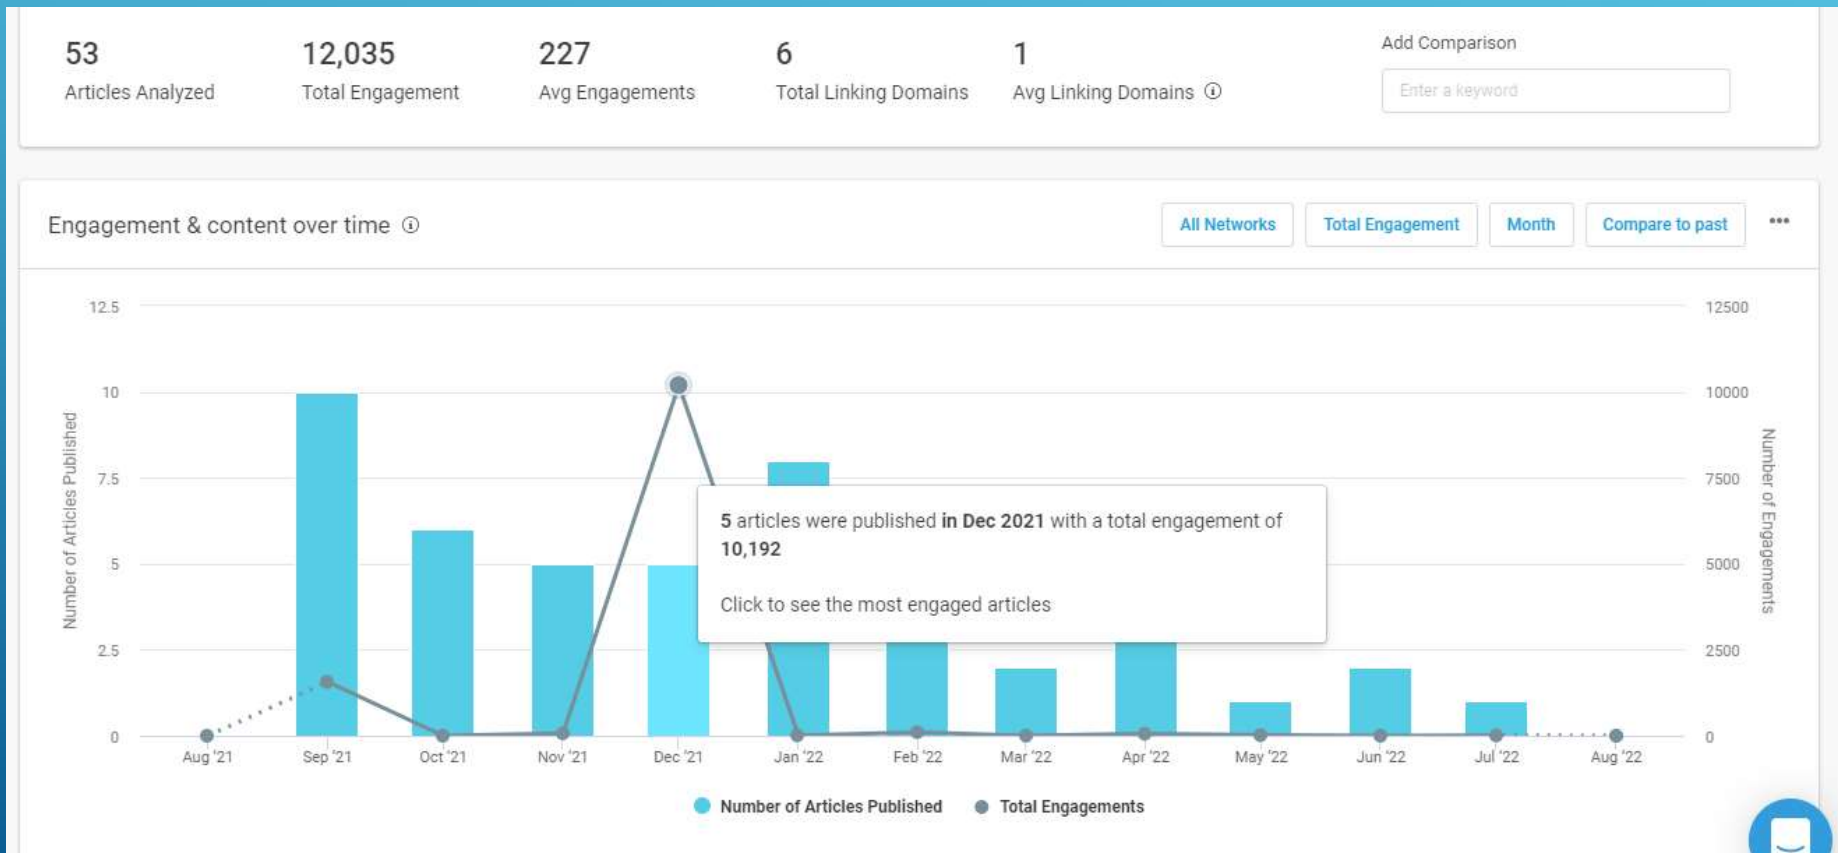 53
Articles Analyzed
12,035
Total Engagement
227
Avg Engagements
6
Total Linking Domains
1
Avg Linking Domains
Add Comparison
Enter a keyword
Engagement & content over time
All Networks
Total Engagement
Month
Compare to past
Number of Articles Published
12.5
10
7.5
5
2.5
0
12500
10000
7500
5000
2500
0
Number of Engagements
5 articles were published in Dec 2021 with a total engagement of
10,192
Click to see the most engaged articles
Aug '21
Sep '21
Oct '21
Nov '21
Dec '21
Jan '22
Feb '22
Mar '22
Apr '22
May '22
Jun '22
Jul '22
Aug '22
Number of Articles Published
Total Engagements